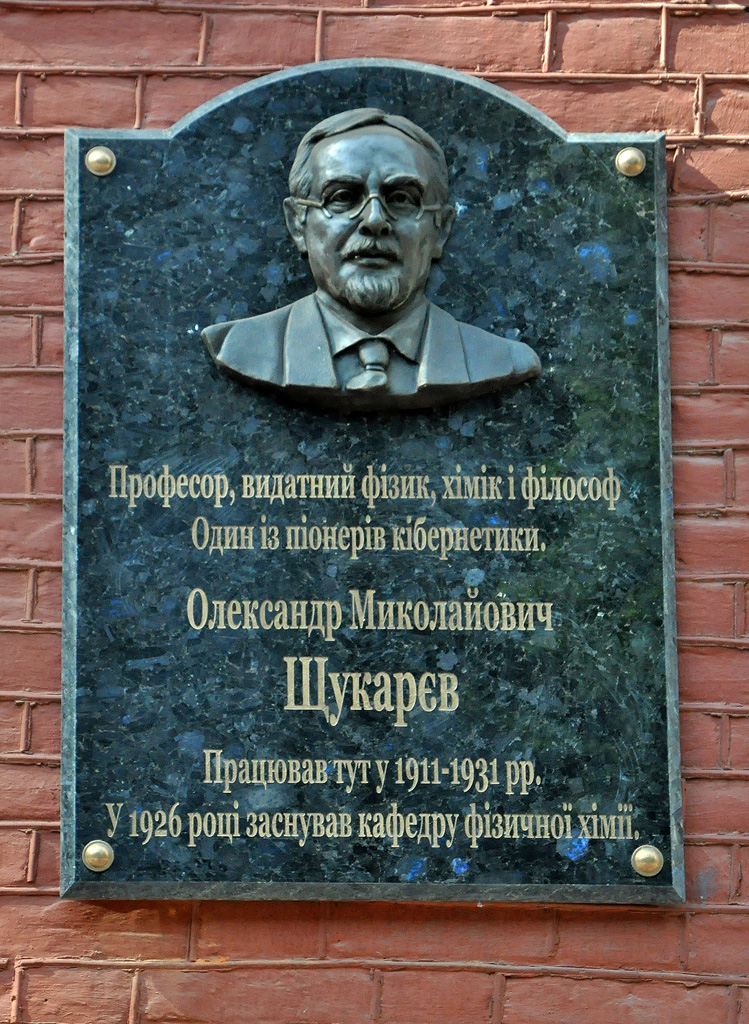 Професор, видатний фізик, хімік і філософ
Один із піонерів кібернетики.
Олександр Миколайович
Щукарєв
Працював тут у 1911-1931 рр.
У 1926 році заснував кафедру фізичної хімії.